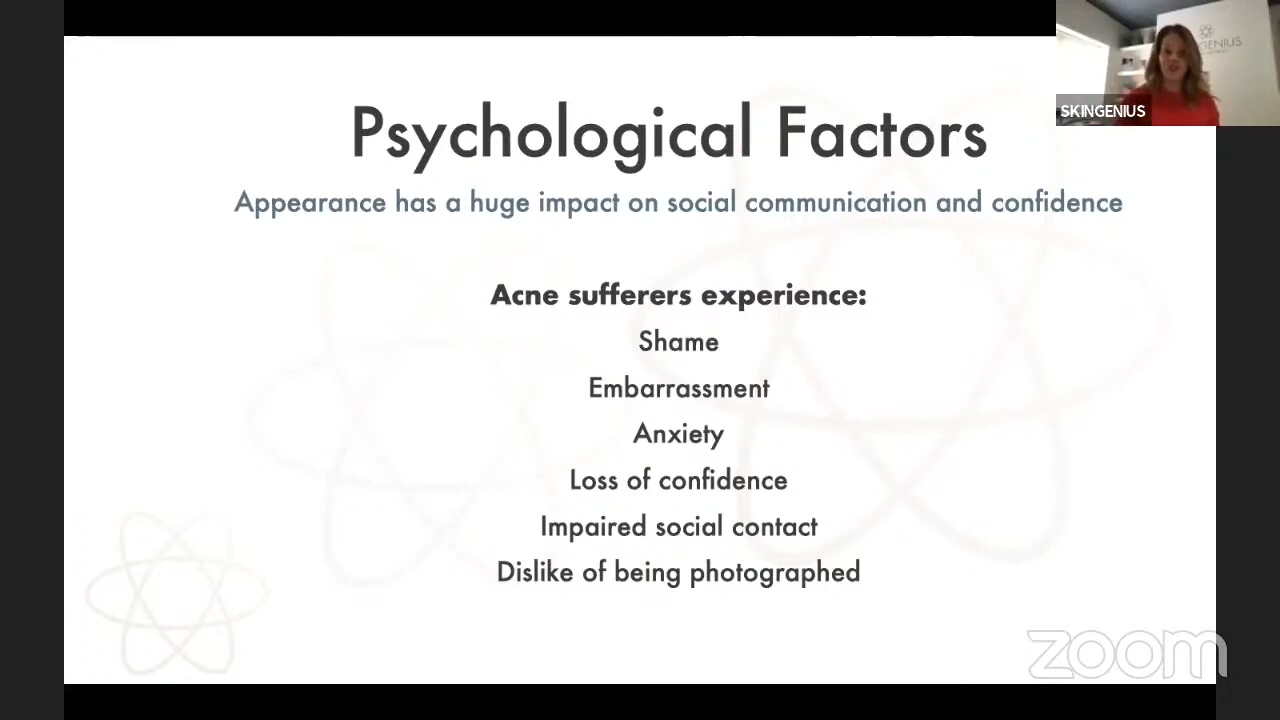 Psychological Factors
Appearance has a huge impact on social communication and confidence
Acne sufferers experience:
Shame
Embarrassment
Anxiety
Loss of confidence
Impaired social contact
Dislike of being photographed
GENIUS
SKINGENIUS
zoom